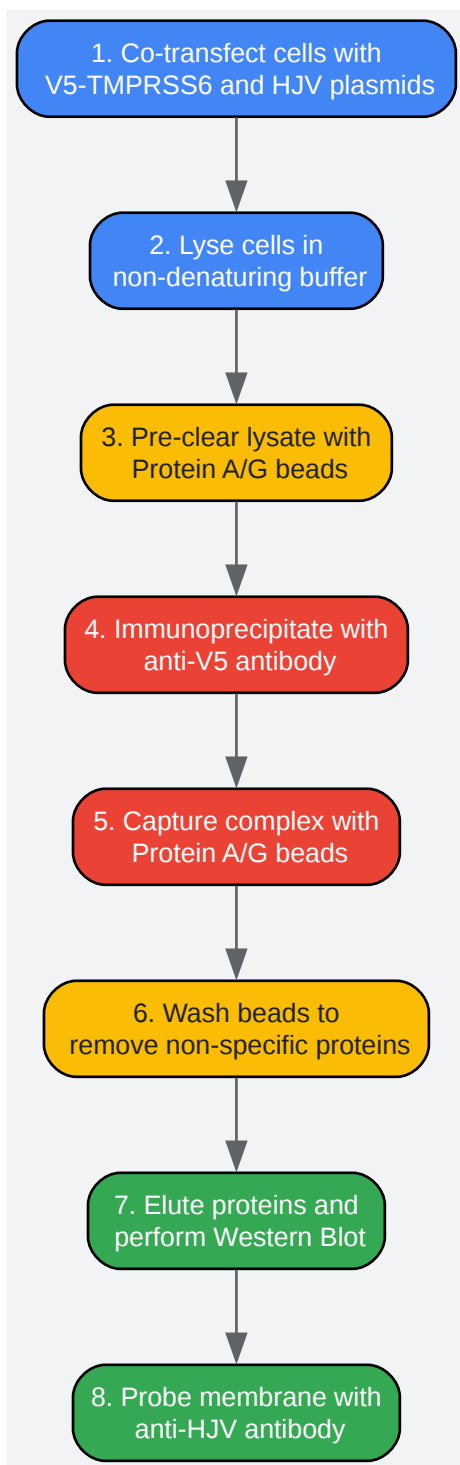 1. Co-transfect cells with
V5-TMPRSS6 and HJV plasmids
2. Lyse cells in
non-denaturing buffer
3. Pre-clear lysate with
Protein A/G beads
4. Immunoprecipitate with
anti-V5 antibody
5. Capture complex with
Protein A/G beads
6. Wash beads to
remove non-specific proteins
7. Elute proteins and
perform Western Blot
8. Probe membrane with
anti-HJV antibody